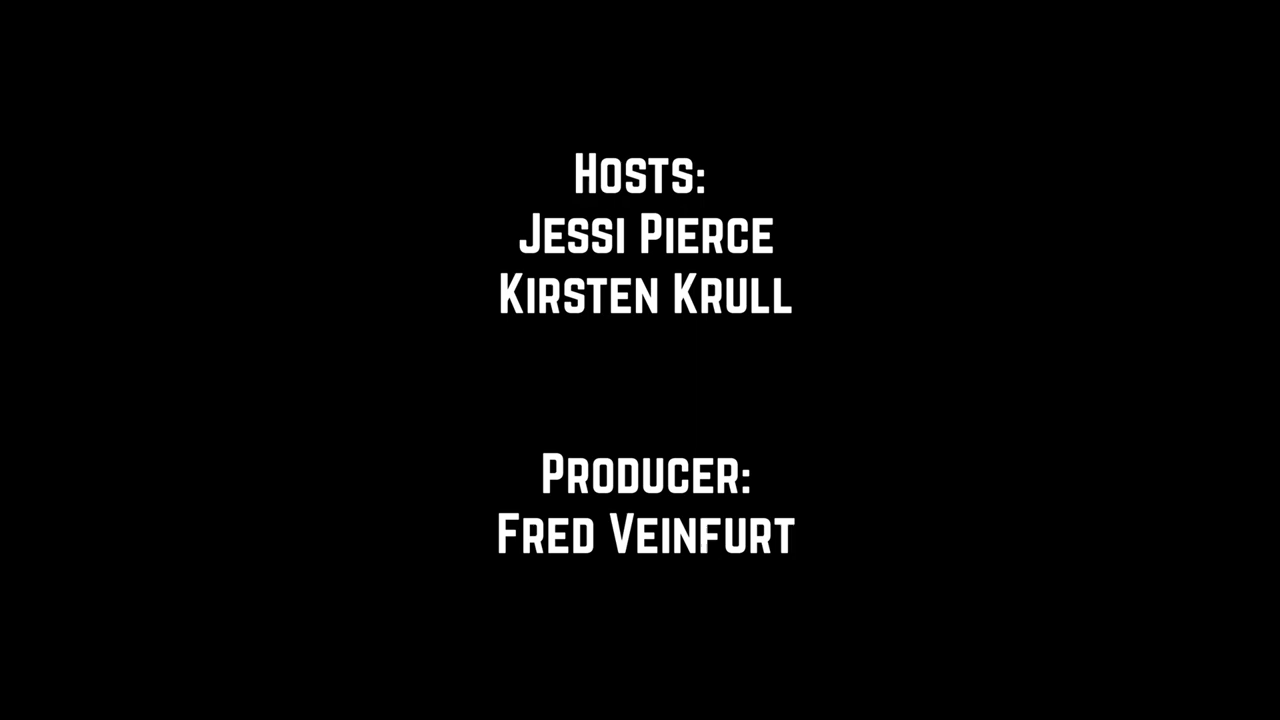 Hosts:
Jessi Pierce
Kirsten Krull
Producer:
Fred Veinfurt